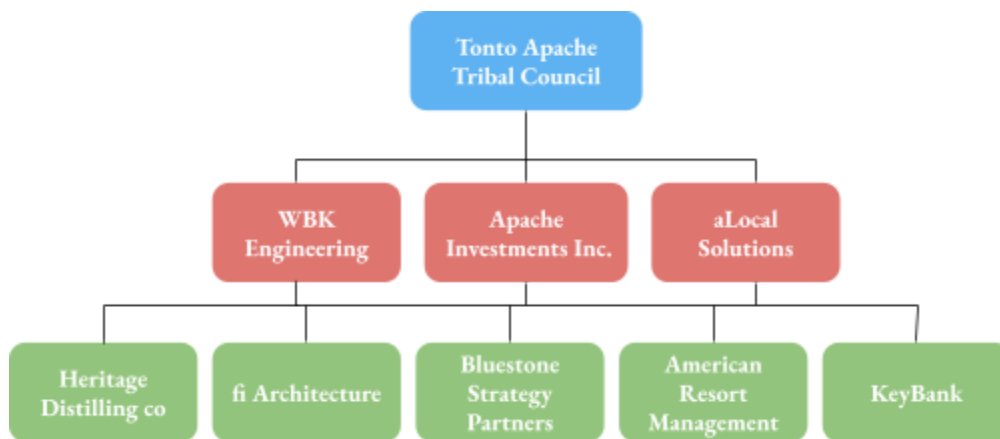 Tonto Apache
Tribal Council
WBK
Engineering
Apache
Investments Inc.
aLocal
Solutions
Heritage
Distilling co
fi Architecture
Bluestone
Strategy
Partners
American
Resort
Management
KeyBank